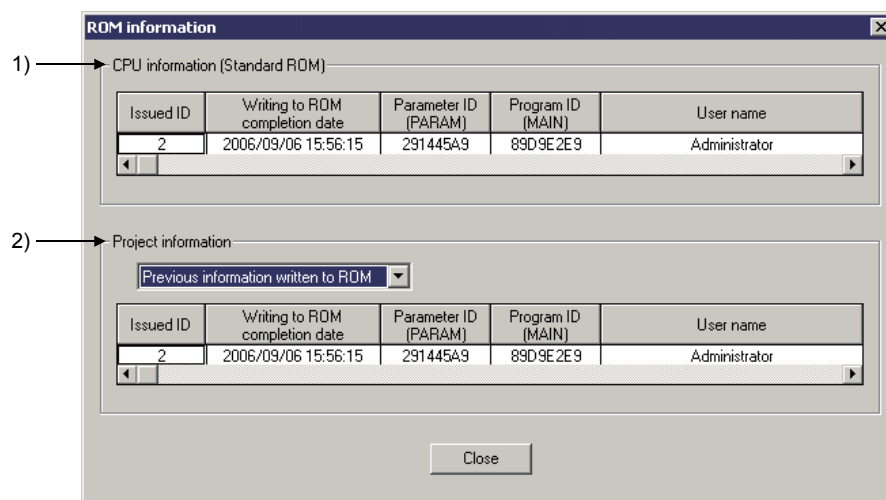 ROM information
1)
CPU information (Standard ROM)
Issued ID
Writing to ROM
completion date
Parameter ID
(PARAM)
Program ID
(MAIN)
User name
2 2006/09/06 15:56:15 291445A9 89D9E2E9 Administrator
2)
Project information
Previous information written to ROM
Issued ID
Writing to ROM
completion date
Parameter ID
(PARAM)
Program ID
(MAIN)
User name
2 2006/09/06 15:56:15 291445A9 89D9E2E9 Administrator
Close